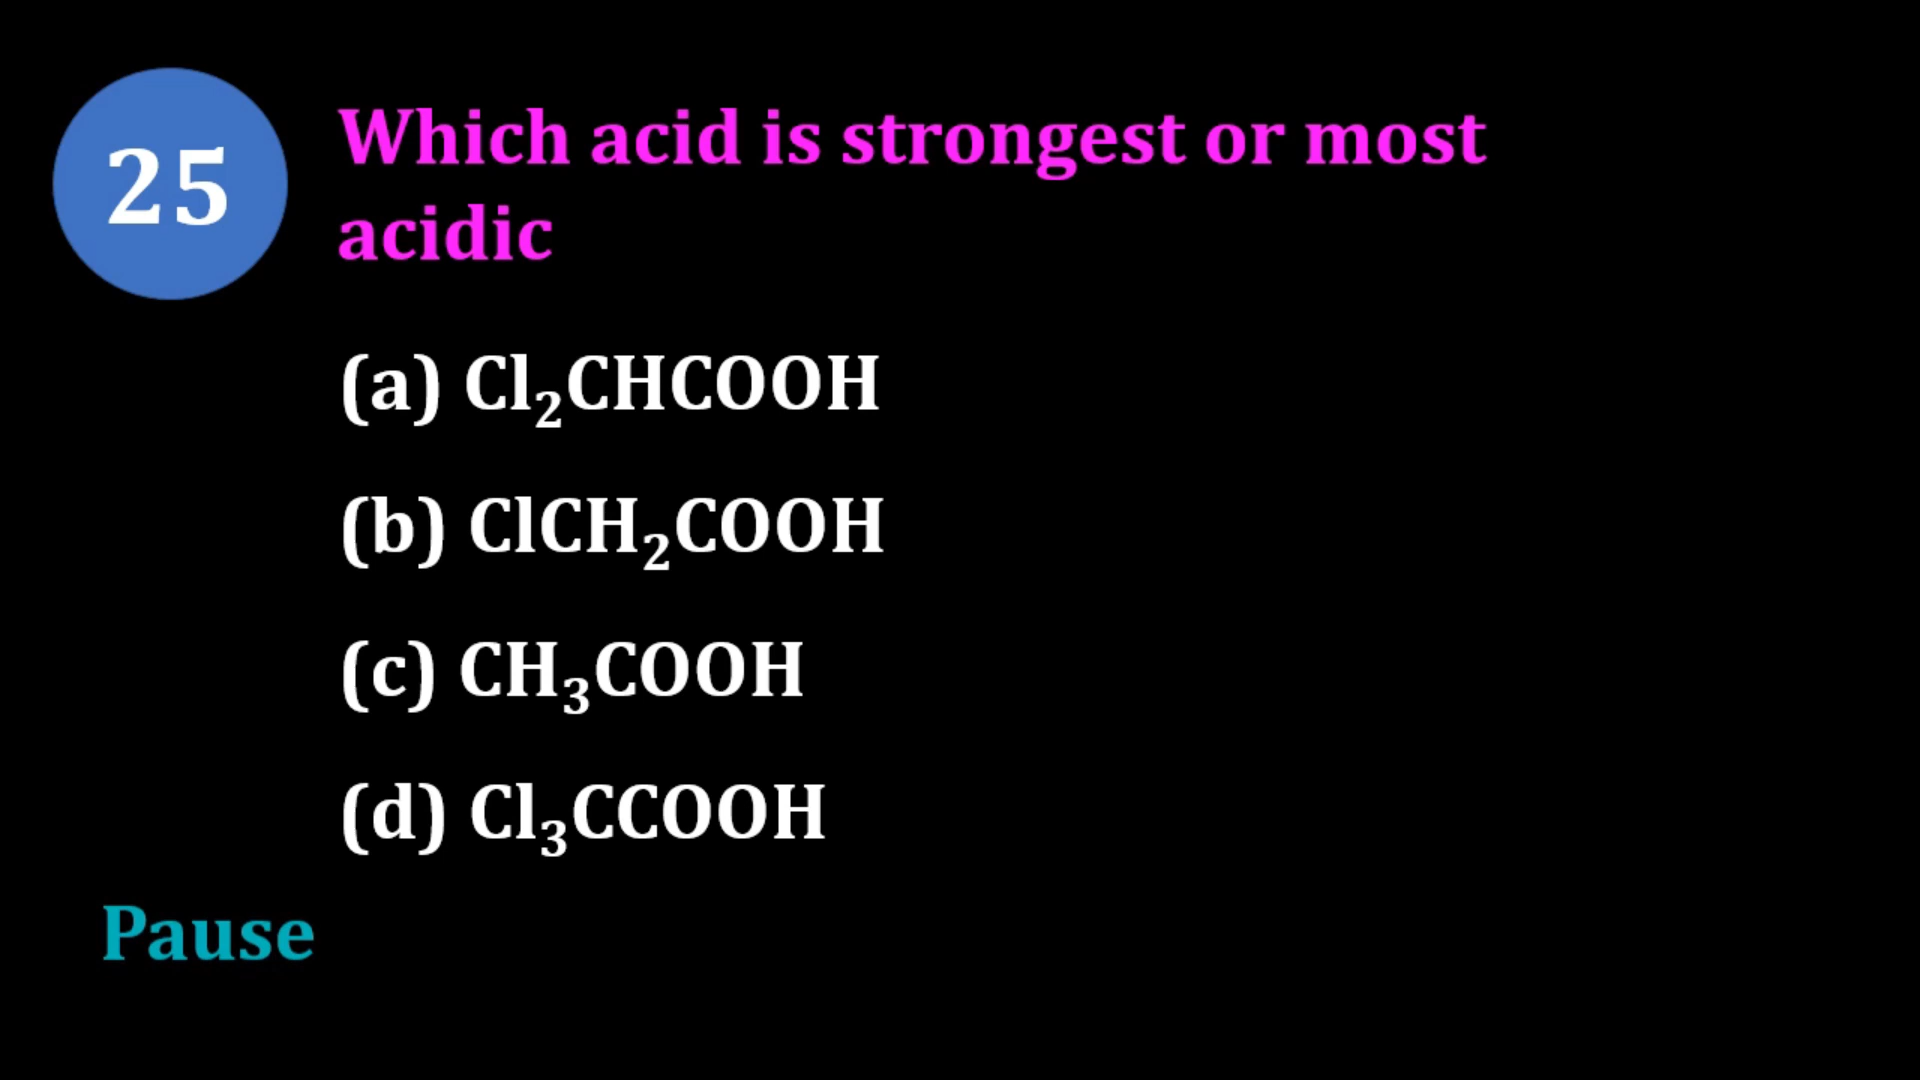 25
Which acid is strongest or most
acidic
(a) Cl₂CHCOOH
(b) ClCH₂COOH
(c) CH₃COOH
(d) Cl₃CCOOH
Pause